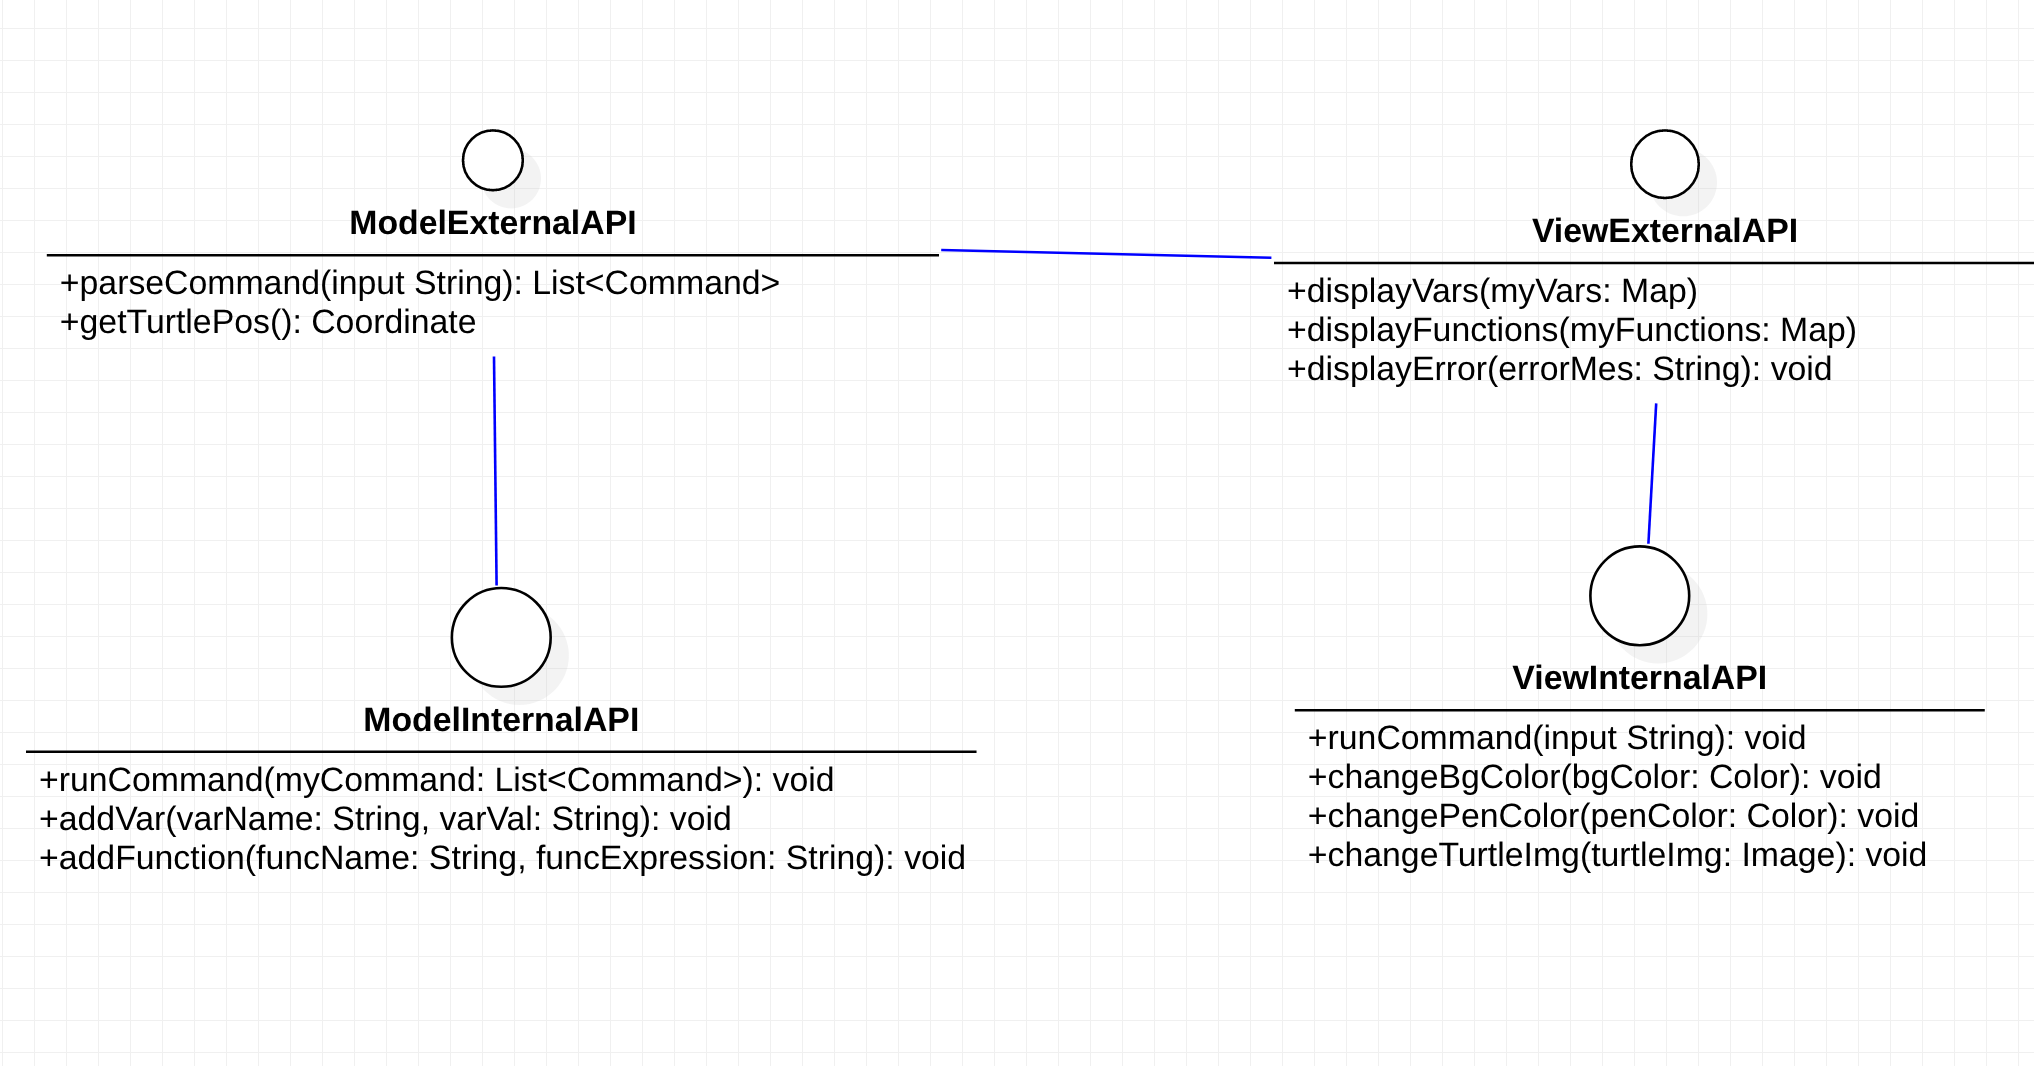 ModelExternalAPI
+parseCommand(input String): List<Command>
+getTurtlePos(): Coordinate
ViewExternalAPI
+displayVars(myVars: Map)
+displayFunctions(myFunctions: Map)
+displayError(errorMes: String): void
ModelInternalAPI
+runCommand(myCommand: List<Command>): void
+addVar(varName: String, varVal: String): void
+addFunction(funcName: String, funcExpression: String): void
ViewInternalAPI
+runCommand(input String): void
+changeBgColor(bgColor: Color): void
+changePenColor(penColor: Color): void
+changeTurtleImg(turtleImg: Image): void